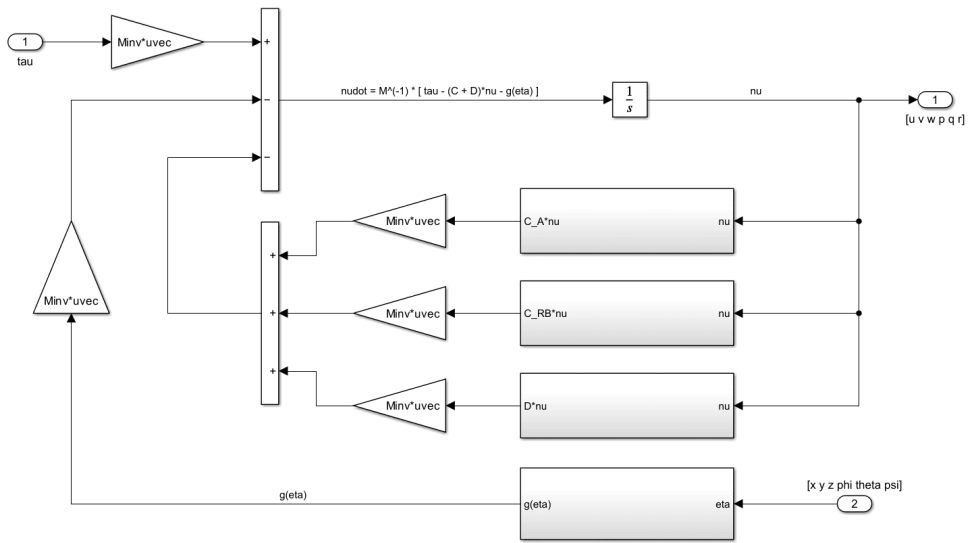 1
tau
Minv*uvec
+
−
−
nudot = M^(-1) * [ tau - (C + D)*nu - g(eta) ]
1
s
nu
1
[u v w p q r]
+
Minv*uvec
C_A*nu
nu
Minv*uvec
+
Minv*uvec
C_RB*nu
nu
+
Minv*uvec
D*nu
nu
[x y z phi theta psi]
g(eta)
g(eta)
eta
2